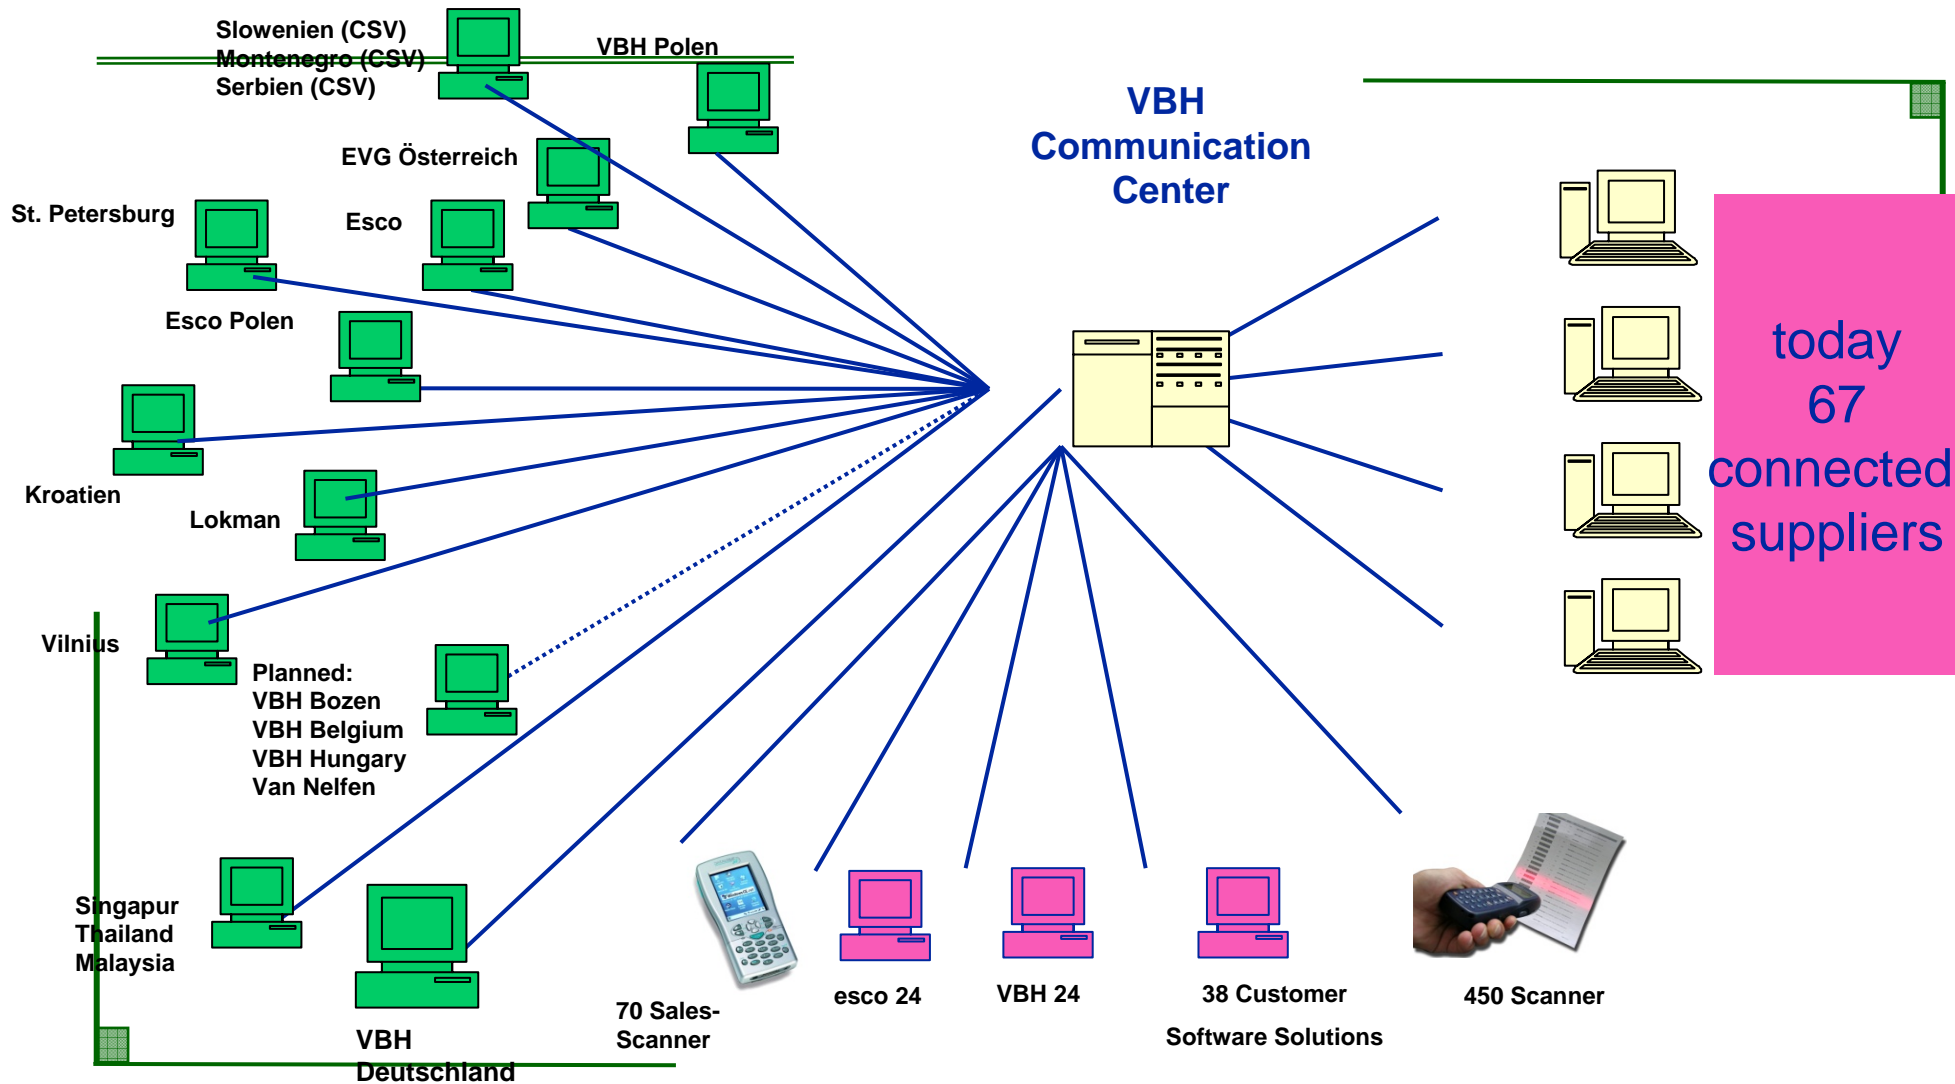 Slowenien (CSV)
Montenegro (CSV)
Serbien (CSV)
VBH Polen
VBH
Communication
Center
EVG Österreich
St. Petersburg
Esco
Esco Polen
Kroatien
Lokman
Vilnius
Planned:
VBH Bozen
VBH Belgium
VBH Hungary
Van Nelfen
Singapur
Thailand
Malaysia
VBH
Deutschland
70 Sales-
Scanner
esco 24
VBH 24
38 Customer
Software Solutions
450 Scanner
today
67
connected
suppliers